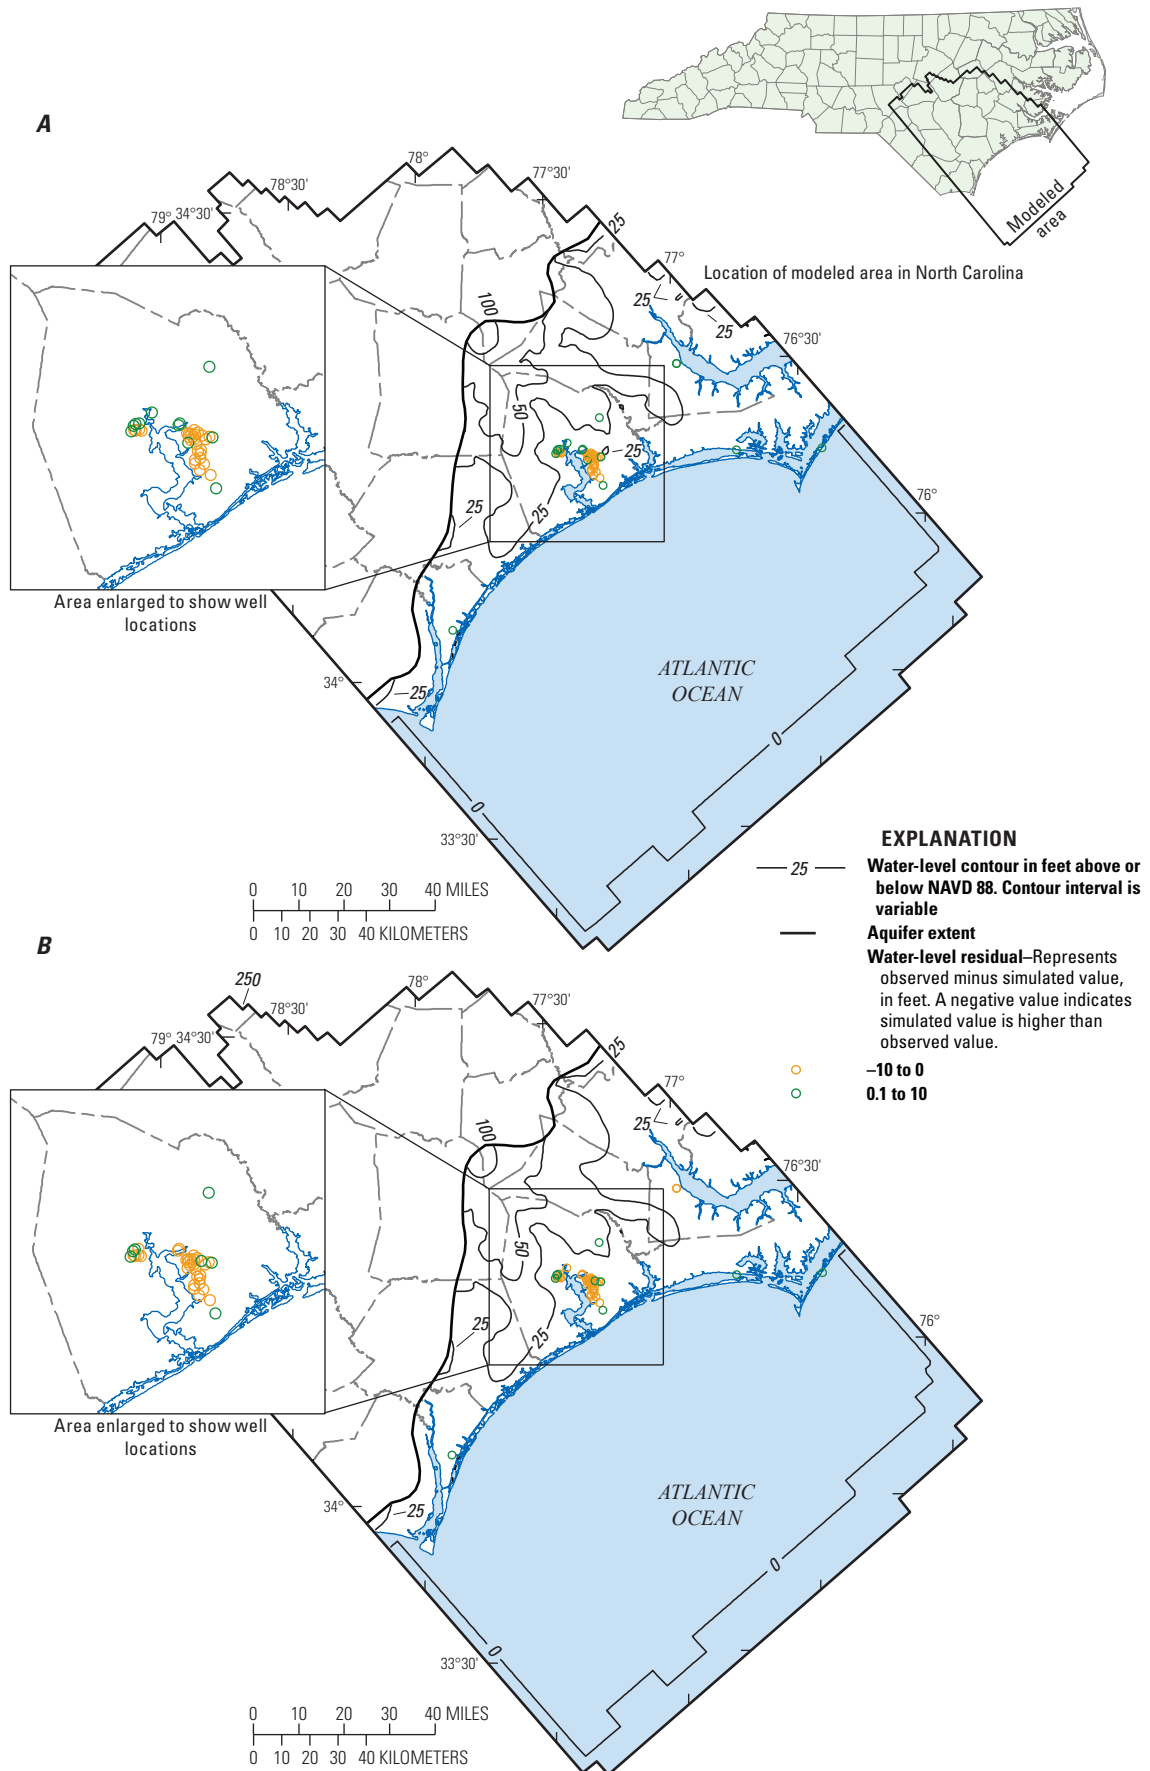 Modeled
area
Location of modeled area in North Carolina
A
78°
77°30'
78°30'
79°
34°30'
77°
76°30'
76°
25
100
25
25
50
25
25
25
25
Area enlarged to show well
locations
34°
ATLANTIC
OCEAN
0
0
33°30'
0 10 20 30 40 MILES
0 10 20 30 40 KILOMETERS
EXPLANATION
25
Water-level contour in feet above or
below NAVD 88. Contour interval is
variable
Aquifer extent
Water-level residual–Represents
observed minus simulated value,
in feet. A negative value indicates
simulated value is higher than
observed value.
–10 to 0
0.1 to 10
B
250
78°
77°30'
78°30'
79°
34°30'
77°
76°30'
76°
25
100
25
50
25
25
25
Area enlarged to show well
locations
34°
ATLANTIC
OCEAN
0
0
33°30'
0 10 20 30 40 MILES
0 10 20 30 40 KILOMETERS